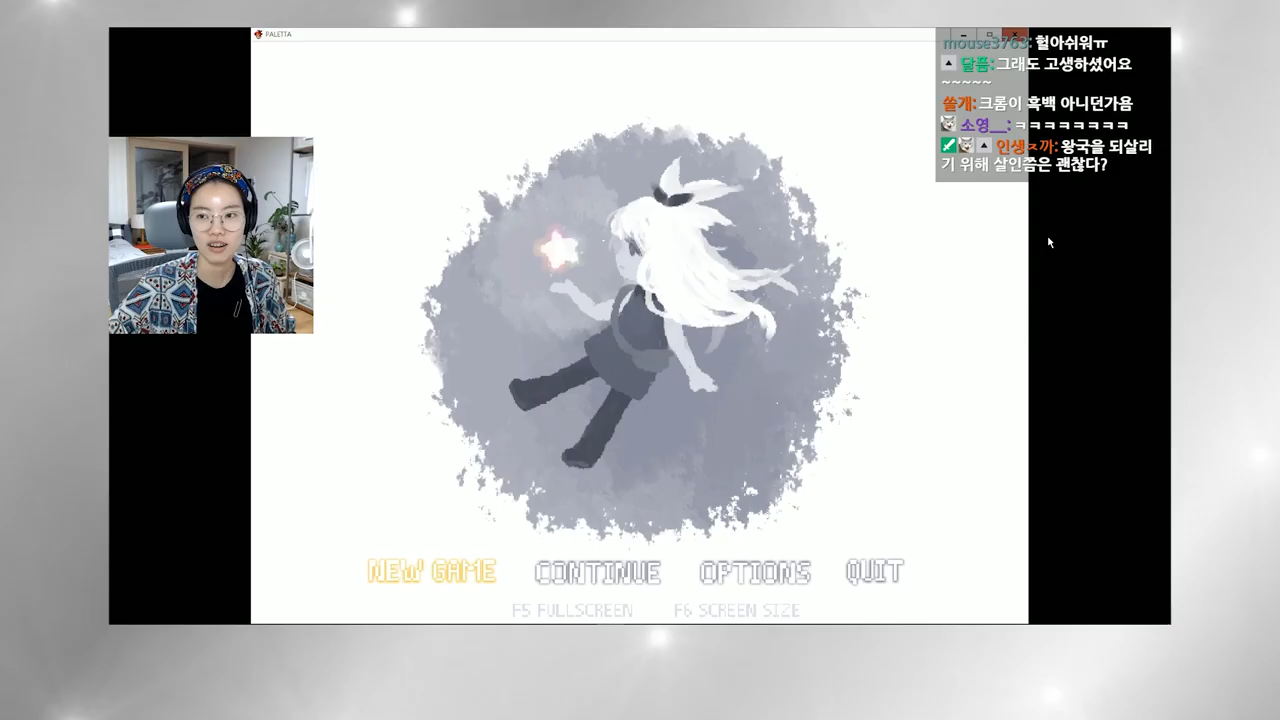 PALETTA
mouse3763: 헐아쉬워ㅠ
달품: 그래도 고생하셨어요
~~~~~
쏠개: 크롬이 흑백 아니던가욤
소영__: ㅋㅋㅋㅋㅋㅋㅋㅋ
인생ㅈ까: 왕국을 되살리
기 위해 살인쯤은 괜찮다?
NEW GAME CONTINUE OPTIONS QUIT
F5 FULLSCREEN F6 SCREEN SIZE